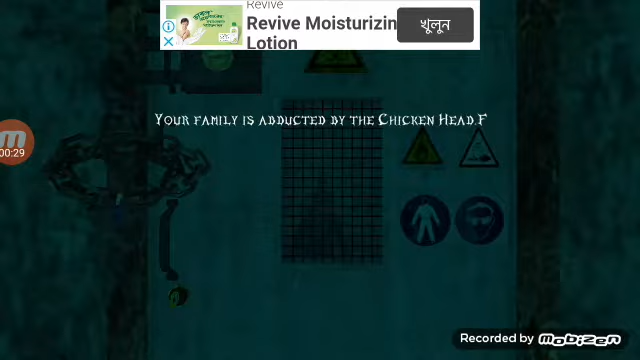 Revive
Revive Moisturizin
Lotion
খুলুন
Your family is abducted by the Chicken Head.F
00:29
Recorded by Mobizen